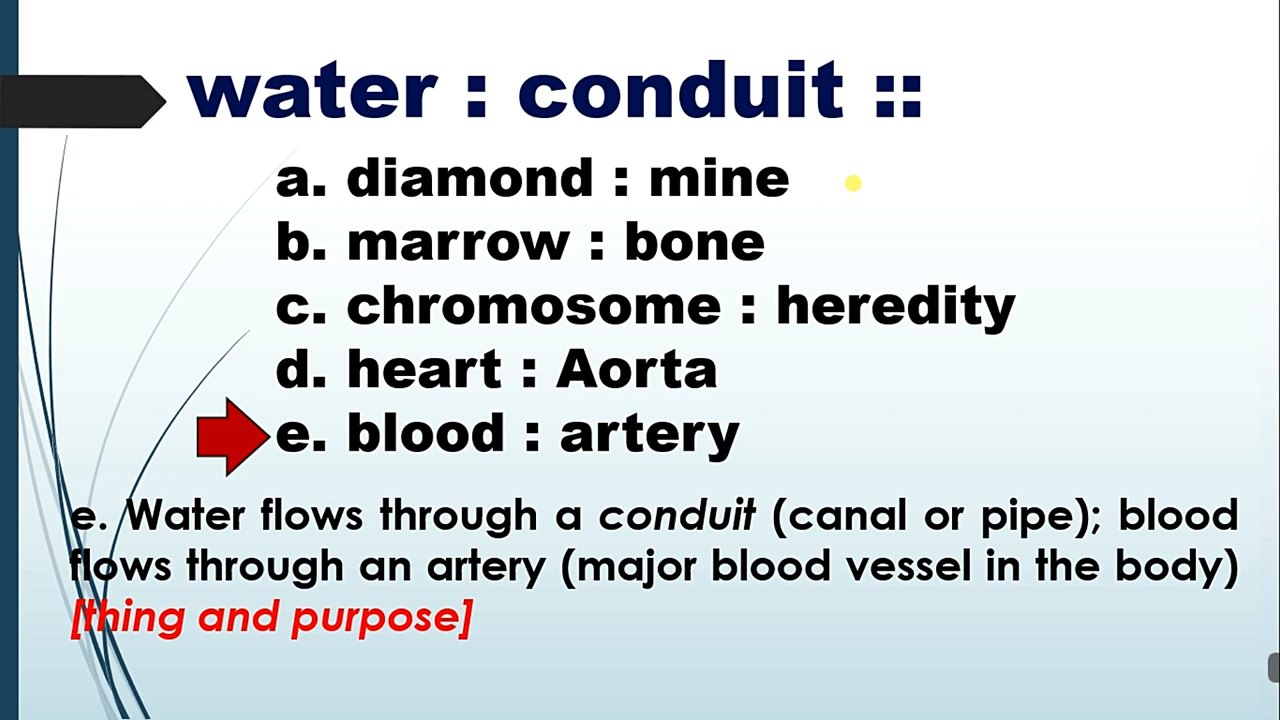 water : conduit ::
a. diamond : mine
b. marrow : bone
c. chromosome : heredity
d. heart : Aorta
e. blood : artery
e. Water flows through a conduit (canal or pipe); blood
flows through an artery (major blood vessel in the body)
[thing and purpose]